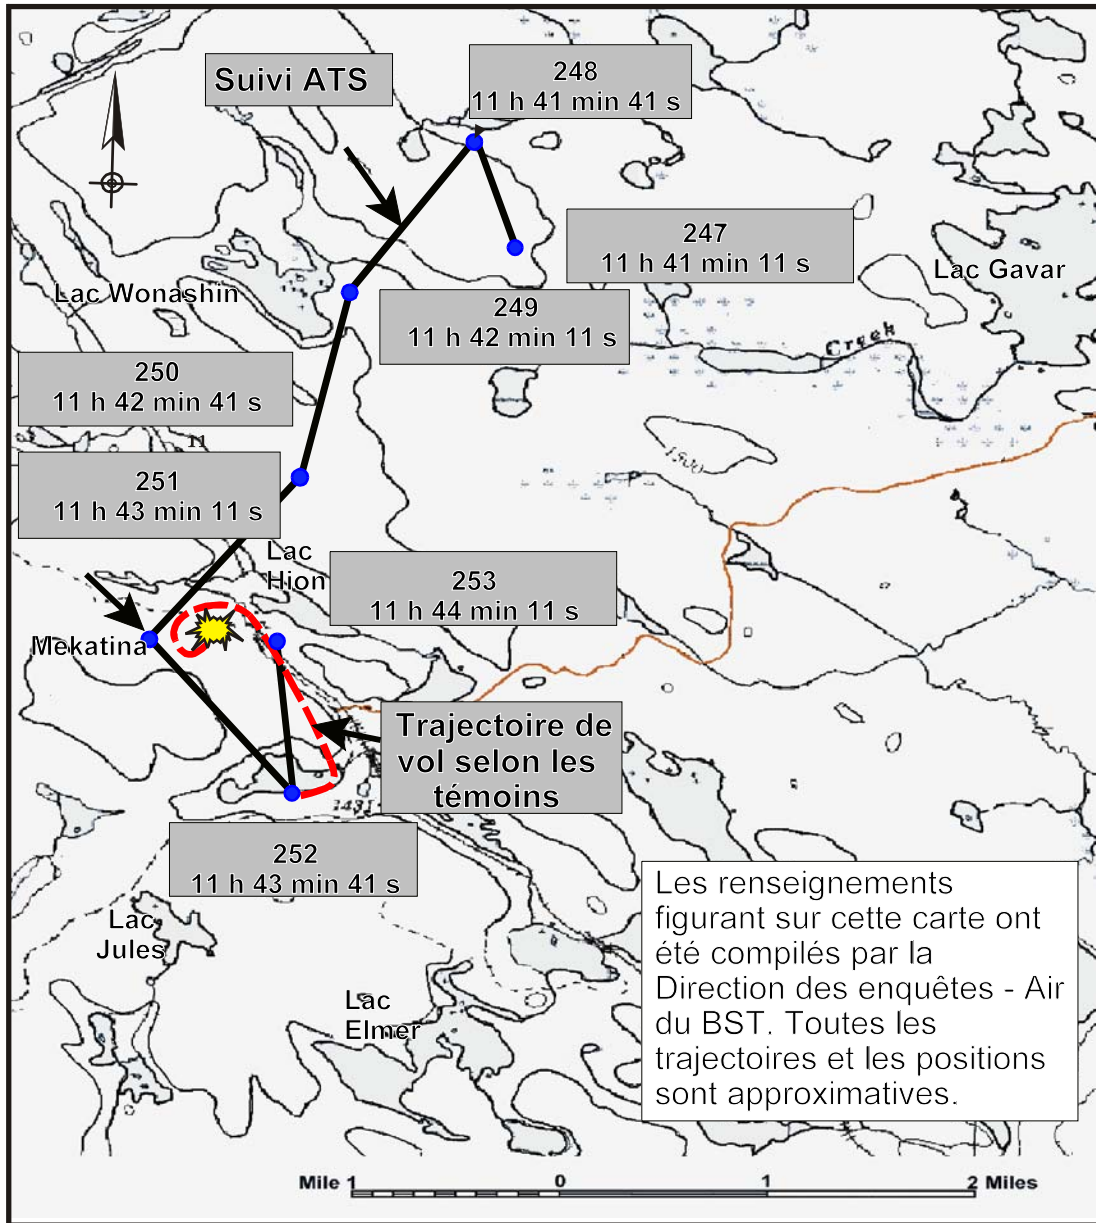 Suivi ATS
248
11 h 41 min 41 s
247
11 h 41 min 11 s
Lac Gavar
Lac Wonashin
249
11 h 42 min 11 s
Creek
250
11 h 42 min 41 s
11
1500
251
11 h 43 min 11 s
Lac
Hion
253
11 h 44 min 11 s
Mekatina
Trajectoire de
vol selon les
témoins
1431
252
11 h 43 min 41 s
Lac
Jules
Lac
Elmer
Les renseignements
figurant sur cette carte ont
été compilés par la
Direction des enquêtes - Air
du BST. Toutes les
trajectoires et les positions
sont approximatives.
Mile 1 0 1 2 Miles